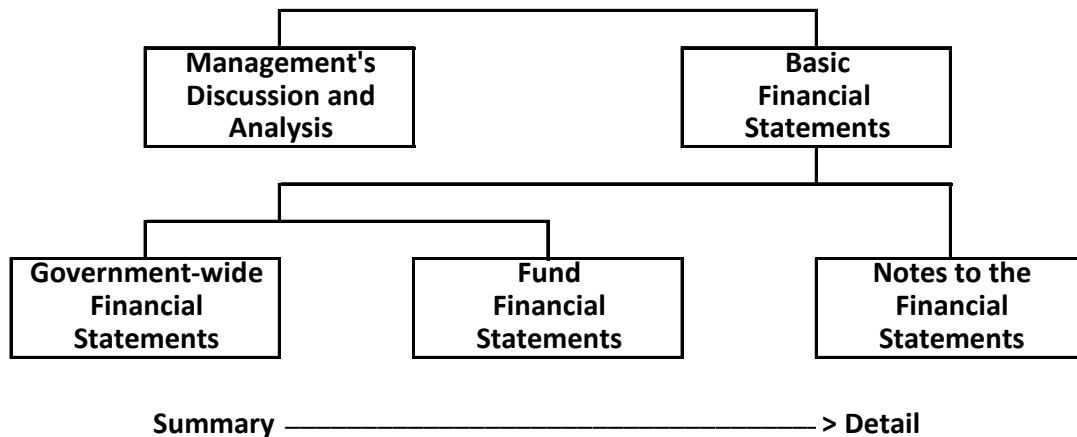 Management's
Discussion and
Analysis
Basic
Financial
Statements
Government-wide
Financial
Statements
Fund
Financial
Statements
Notes to the
Financial
Statements
Summary > Detail